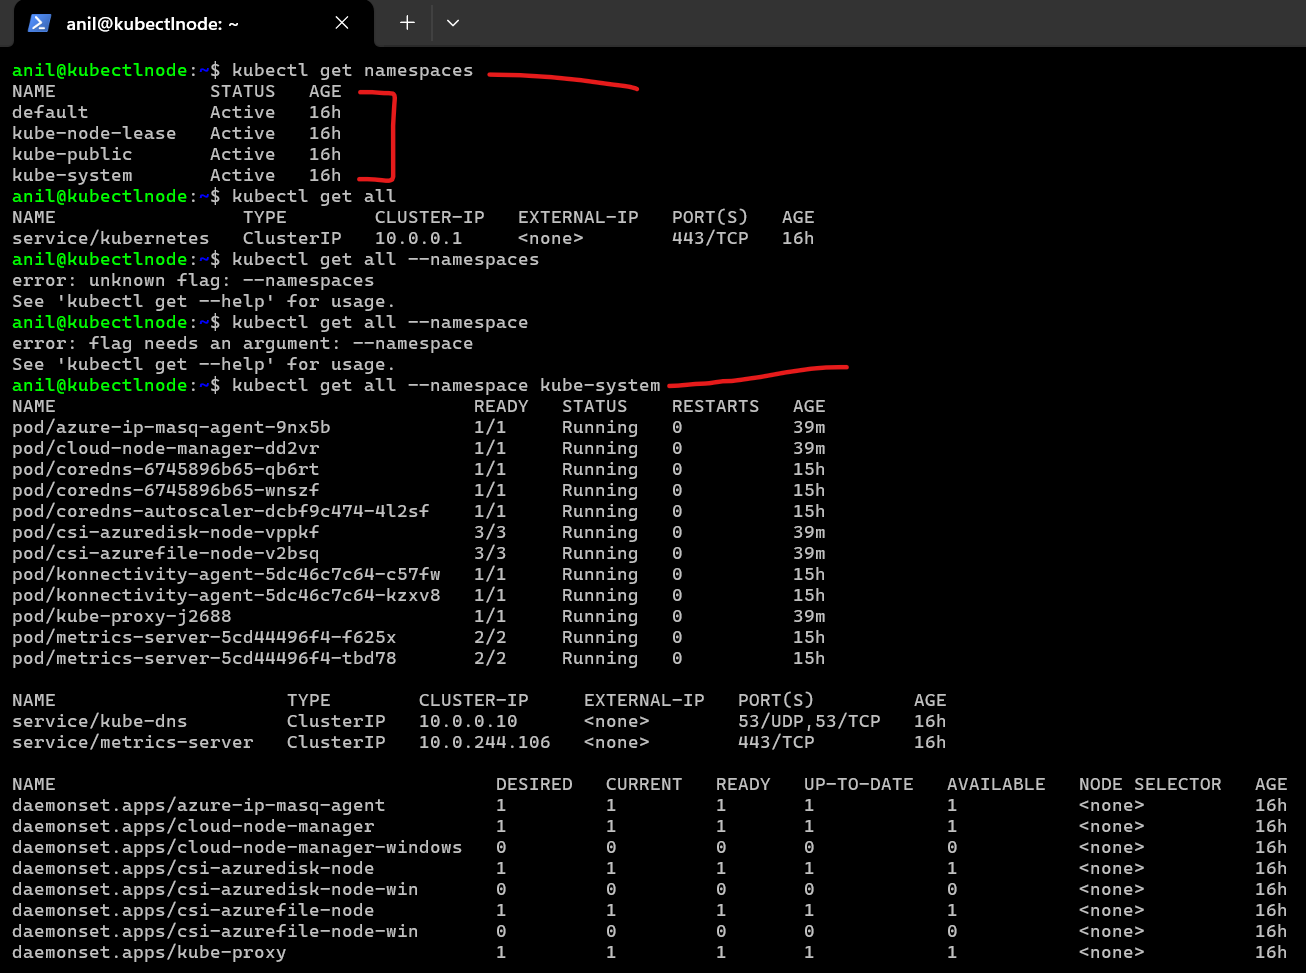 anil@kubectlnode: ~
anil@kubectlnode:~$ kubectl get namespaces
NAME STATUS AGE
default Active 16h
kube-node-lease Active 16h
kube-public Active 16h
kube-system Active 16h
anil@kubectlnode:~$ kubectl get all
NAME TYPE CLUSTER-IP EXTERNAL-IP PORT(S) AGE
service/kubernetes ClusterIP 10.0.0.1 <none> 443/TCP 16h
anil@kubectlnode:~$ kubectl get all --namespaces
error: unknown flag: --namespaces
See 'kubectl get --help' for usage.
anil@kubectlnode:~$ kubectl get all --namespace
error: flag needs an argument: --namespace
See 'kubectl get --help' for usage.
anil@kubectlnode:~$ kubectl get all --namespace kube-system
NAME READY STATUS RESTARTS AGE
pod/azure-ip-masq-agent-9nx5b 1/1 Running 0 39m
pod/cloud-node-manager-dd2vr 1/1 Running 0 39m
pod/coredns-6745896b65-qb6rt 1/1 Running 0 15h
pod/coredns-6745896b65-wnszf 1/1 Running 0 15h
pod/coredns-autoscaler-dcbf9c474-4l2sf 1/1 Running 0 15h
pod/csi-azuredisk-node-vppkf 3/3 Running 0 39m
pod/csi-azurefile-node-v2bsq 3/3 Running 0 39m
pod/konnectivity-agent-5dc46c7c64-c57fw 1/1 Running 0 15h
pod/konnectivity-agent-5dc46c7c64-kzxv8 1/1 Running 0 15h
pod/kube-proxy-j2688 1/1 Running 0 39m
pod/metrics-server-5cd44496f4-f625x 2/2 Running 0 15h
pod/metrics-server-5cd44496f4-tbd78 2/2 Running 0 15h
NAME TYPE CLUSTER-IP EXTERNAL-IP PORT(S) AGE
service/kube-dns ClusterIP 10.0.0.10 <none> 53/UDP,53/TCP 16h
service/metrics-server ClusterIP 10.0.244.106 <none> 443/TCP 16h
NAME DESIRED CURRENT READY UP-TO-DATE AVAILABLE NODE SELECTOR AGE
daemonset.apps/azure-ip-masq-agent 1 1 1 1 1 <none> 16h
daemonset.apps/cloud-node-manager 1 1 1 1 1 <none> 16h
daemonset.apps/cloud-node-manager-windows 0 0 0 0 0 <none> 16h
daemonset.apps/csi-azuredisk-node 1 1 1 1 1 <none> 16h
daemonset.apps/csi-azuredisk-node-win 0 0 0 0 0 <none> 16h
daemonset.apps/csi-azurefile-node 1 1 1 1 1 <none> 16h
daemonset.apps/csi-azurefile-node-win 0 0 0 0 0 <none> 16h
daemonset.apps/kube-proxy 1 1 1 1 1 <none> 16h